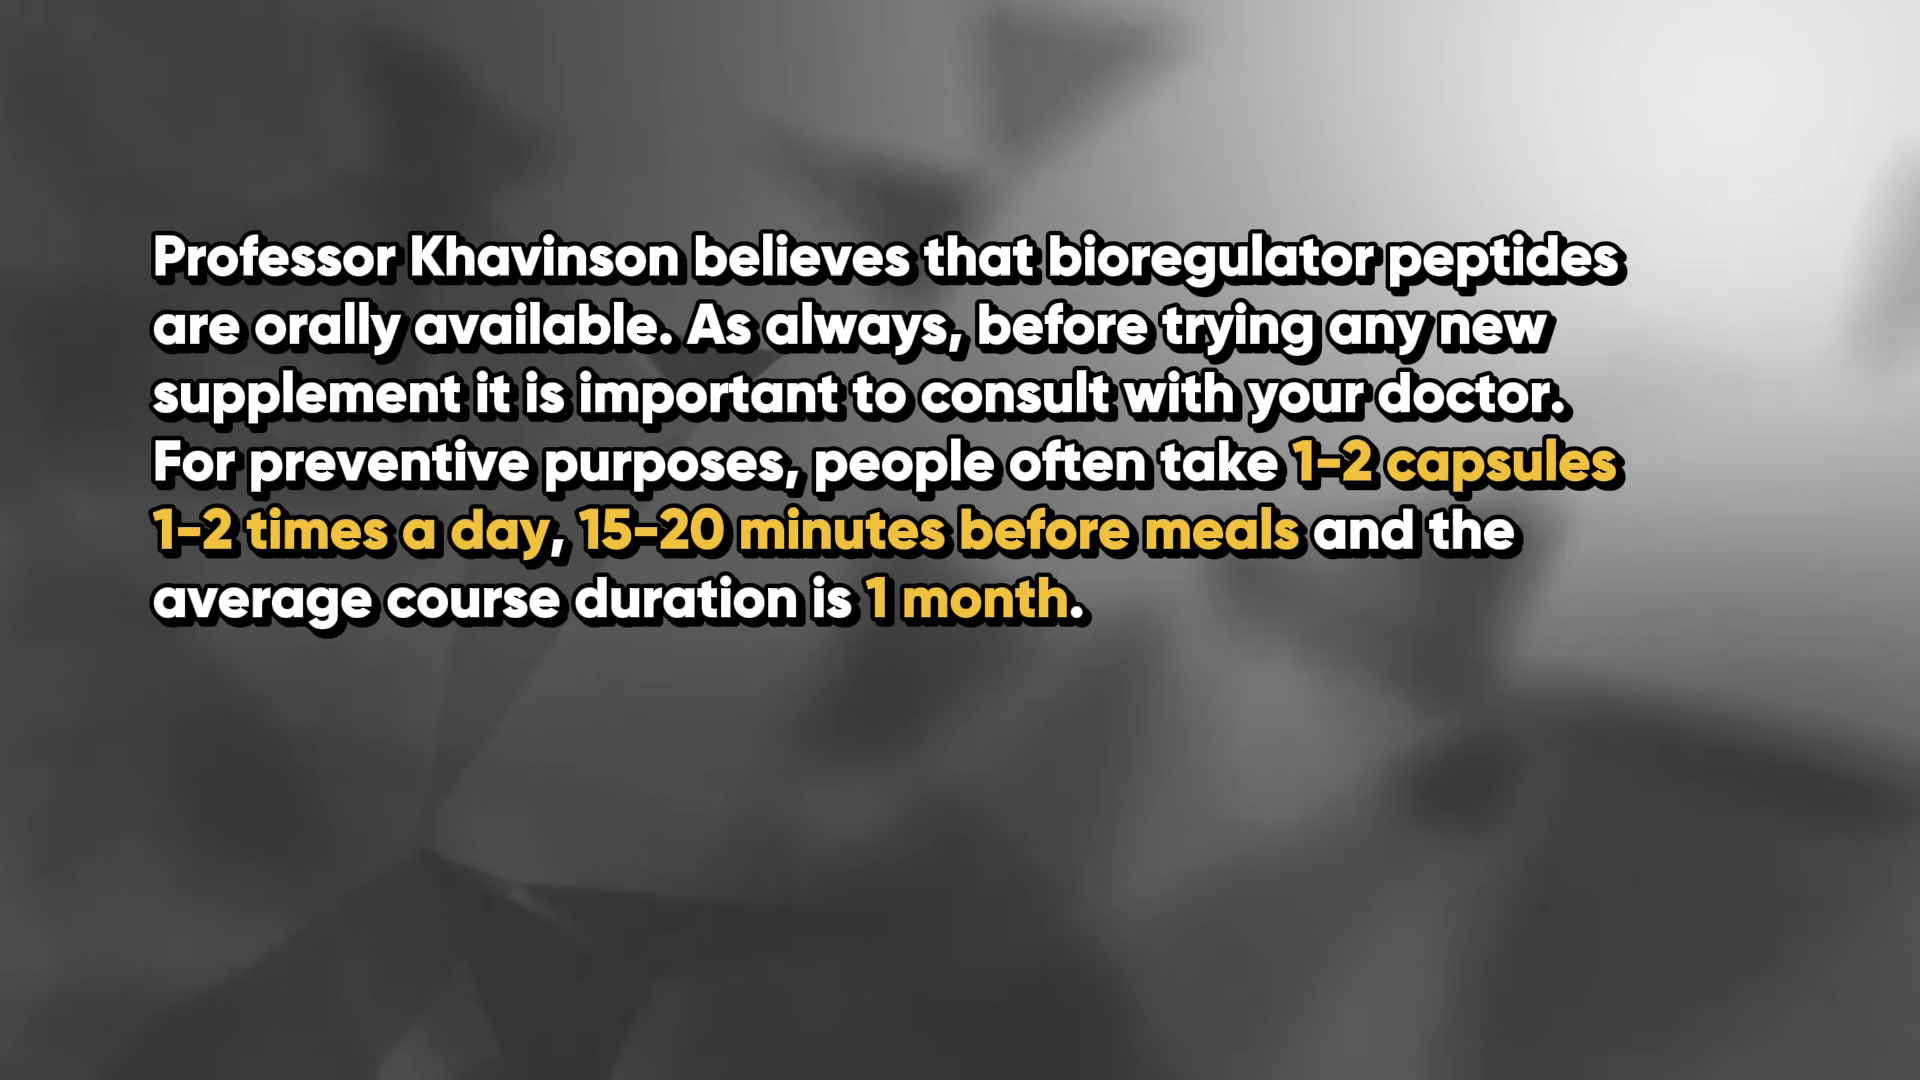 Professor Khavinson believes that bioregulator peptides
are orally available. As always, before trying any new
supplement it is important to consult with your doctor.
For preventive purposes, people often take 1-2 capsules
1-2 times a day, 15-20 minutes before meals and the
average course duration is 1 month.